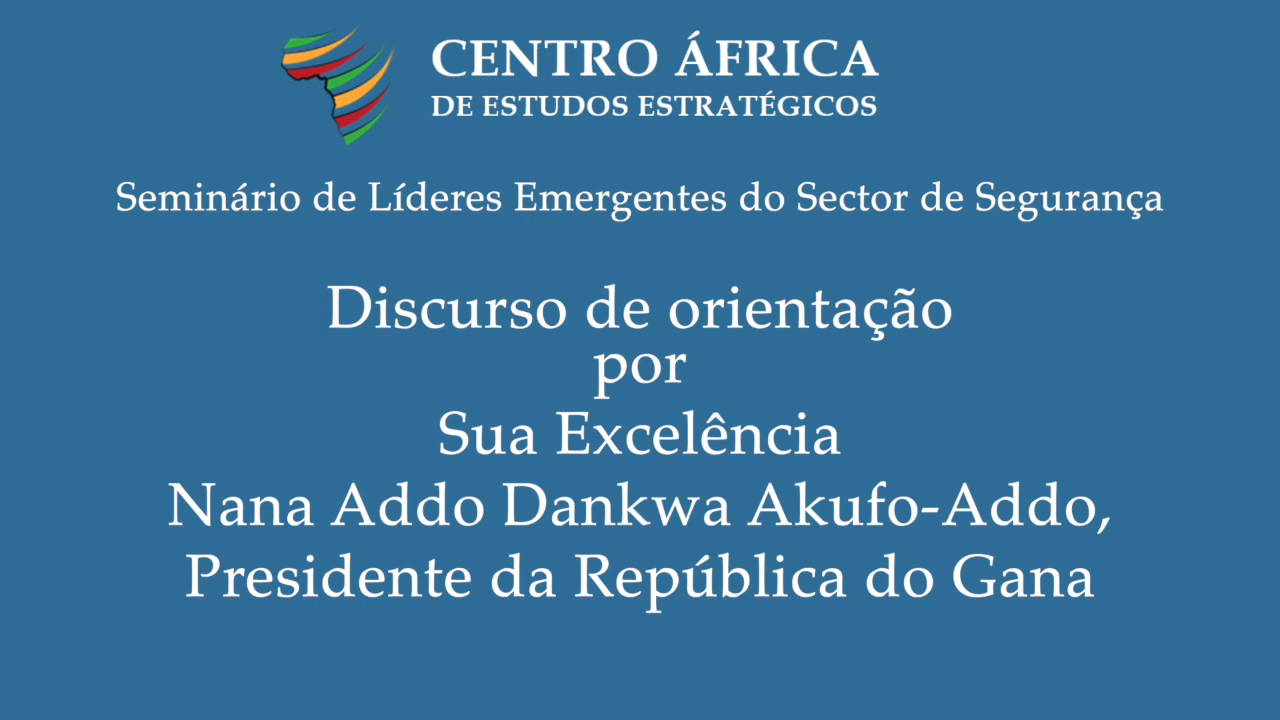 CENTRO ÁFRICA
DE ESTUDOS ESTRATÉGICOS
Seminário de Líderes Emergentes do Sector de Segurança
Discurso de orientação
por
Sua Excelência
Nana Addo Dankwa Akufo-Addo,
Presidente da República do Gana